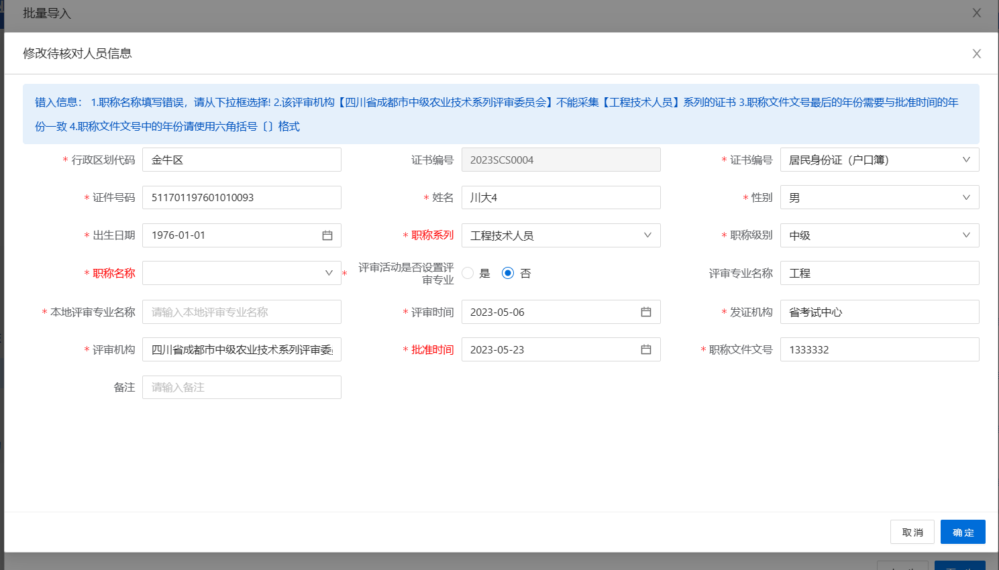 批量导入
修改待核对人员信息
错入信息： 1.职称名称填写错误，请从下拉框选择! 2.该评审机构【四川省成都市中级农业技术系列评审委员会】不能采集【工程技术人员】系列的证书 3.职称文件文号最后的年份需要与批准时间的年
份一致 4.职称文件文号中的年份请使用六角括号〔〕格式
* 行政区划代码 金牛区 证书编号 2023SCS0004 * 证书编号 居民身份证（户口簿）
* 证件号码 511701197601010093 * 姓名 川大4 * 性别 男
* 出生日期 1976-01-01 * 职称系列 工程技术人员 * 职称级别 中级
* 职称名称 * 评审活动是否设置评
审专业 是 否 评审专业名称 工程
* 本地评审专业名称 请输入本地评审专业名称 * 评审时间 2023-05-06 * 发证机构 省考试中心
* 评审机构 四川省成都市中级农业技术系列评审委 * 批准时间 2023-05-23 * 职称文件文号 1333332
备注 请输入备注
取消 确定